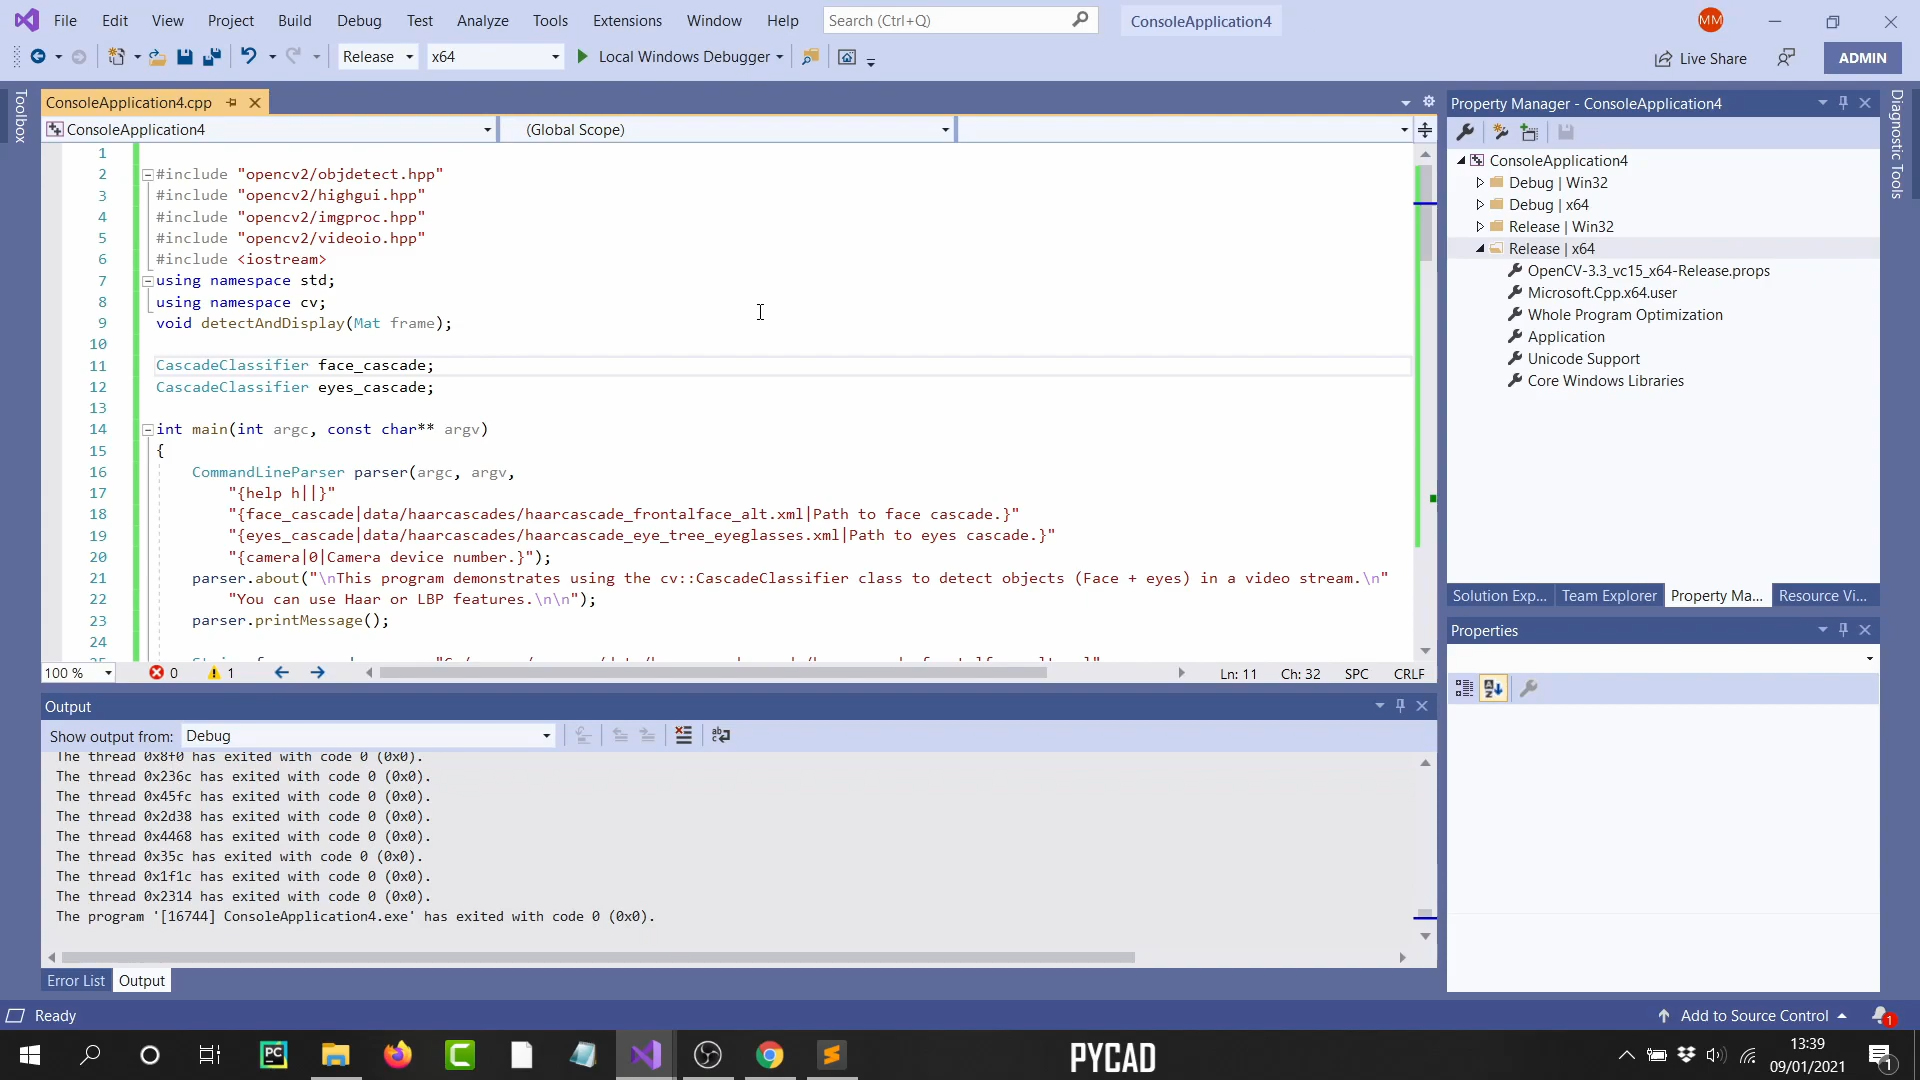 File Edit View Project Build Debug Test Analyze Tools Extensions Window Help Search (Ctrl+Q) ConsoleApplication4 MM
Release x64 Local Windows Debugger Live Share ADMIN
Toolbox
ConsoleApplication4.cpp
ConsoleApplication4 (Global Scope)
1
2 #include "opencv2/objdetect.hpp"
3 #include "opencv2/highgui.hpp"
4 #include "opencv2/imgproc.hpp"
5 #include "opencv2/videoio.hpp"
6 #include <iostream>
7 using namespace std;
8 using namespace cv;
9 void detectAndDisplay(Mat frame);
10
11 CascadeClassifier face_cascade;
12 CascadeClassifier eyes_cascade;
13
14 int main(int argc, const char** argv)
15 {
16 CommandLineParser parser(argc, argv,
17 "{help h||}"
18 "{face_cascade|data/haarcascades/haarcascade_frontalface_alt.xml|Path to face cascade.}"
19 "{eyes_cascade|data/haarcascades/haarcascade_eye_tree_eyeglasses.xml|Path to eyes cascade.}"
20 "{camera|0|Camera device number.}");
21 parser.about("\nThis program demonstrates using the cv::CascadeClassifier class to detect objects (Face + eyes) in a video stream.\n"
22 "You can use Haar or LBP features.\n\n");
23 parser.printMessage();
24
100 % 0 1 Ln: 11 Ch: 32 SPC CRLF
Output
Show output from: Debug
The thread 0x8f0 has exited with code 0 (0x0).
The thread 0x236c has exited with code 0 (0x0).
The thread 0x45fc has exited with code 0 (0x0).
The thread 0x2d38 has exited with code 0 (0x0).
The thread 0x4468 has exited with code 0 (0x0).
The thread 0x35c has exited with code 0 (0x0).
The thread 0x1f1c has exited with code 0 (0x0).
The thread 0x2314 has exited with code 0 (0x0).
The program '[16744] ConsoleApplication4.exe' has exited with code 0 (0x0).
Error List Output
Property Manager - ConsoleApplication4
ConsoleApplication4
Debug | Win32
Debug | x64
Release | Win32
Release | x64
OpenCV-3.3_vc15_x64-Release.props
Microsoft.Cpp.x64.user
Whole Program Optimization
Application
Unicode Support
Core Windows Libraries
Solution Exp... Team Explorer Property Ma... Resource Vi...
Properties
Diagnostic Tools
Ready Add to Source Control 1
PC PYCAD 13:39
09/01/2021 1